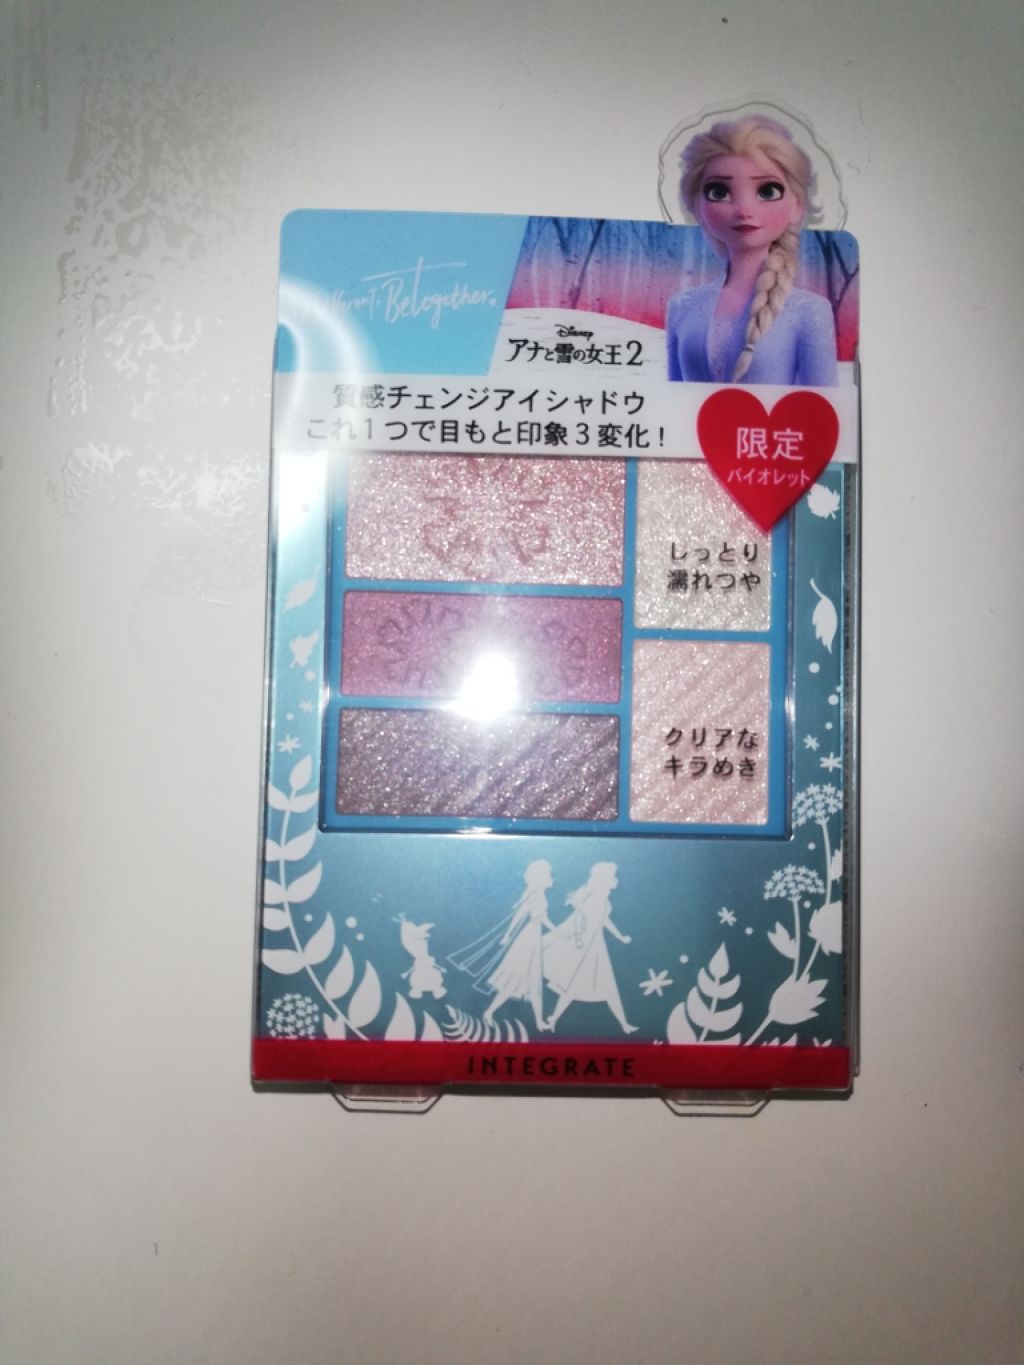 BeTogether.
Disney
アナと雪の女王2
質感チェンジアイシャドウ
これ1つで目もと印象3変化！
限定
バイオレット
しっとり
濡れつや
クリアな
キラめき
INTEGRATE